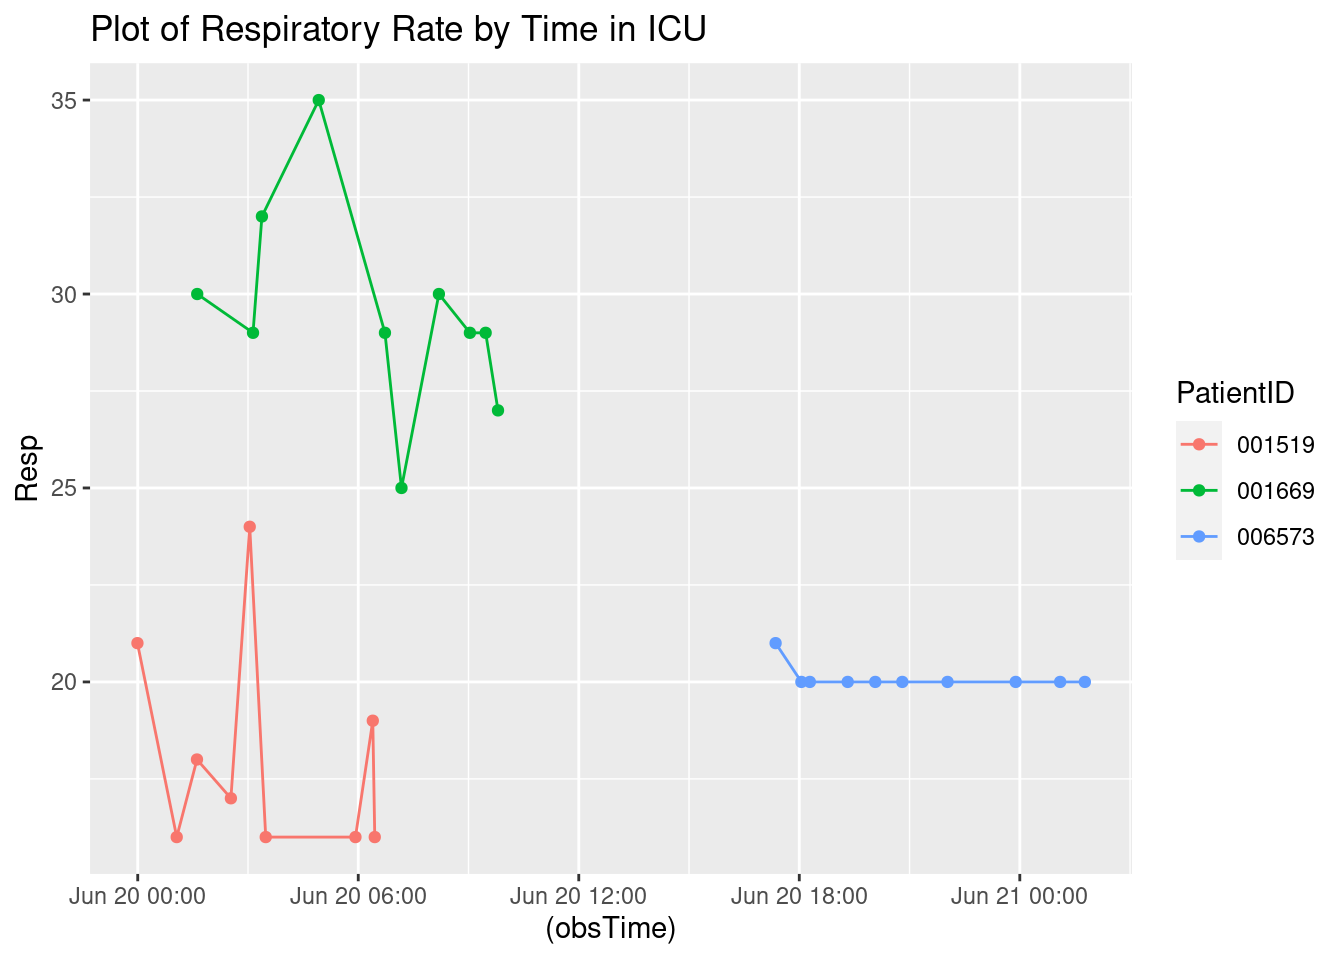 Plot of Respiratory Rate by Time in ICU
35
30
25
20
Resp
Jun 20 00:00 Jun 20 06:00 Jun 20 12:00 Jun 20 18:00 Jun 21 00:00
(obsTime)
PatientID
001519
001669
006573